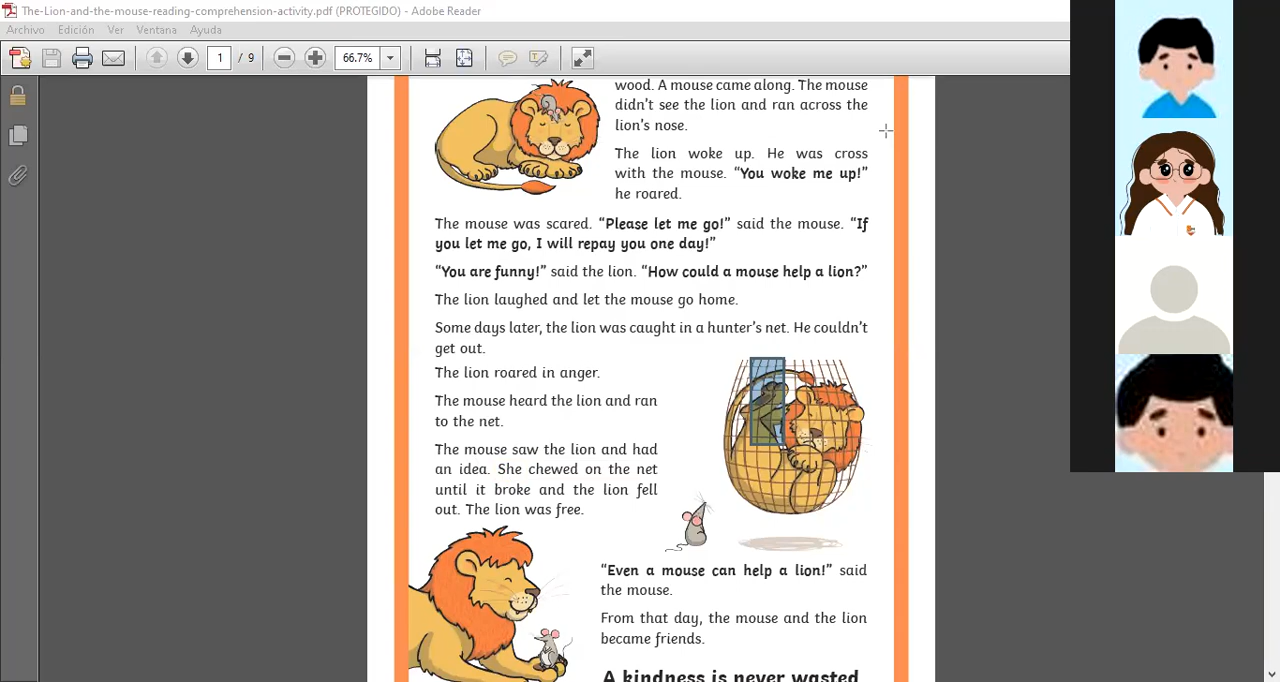 The-Lion-and-the-mouse-reading-comprehension-activity.pdf (PROTEGIDO) - Adobe Reader
Archivo Edición Ver Ventana Ayuda
1 / 9 66.7%
wood. A mouse came along. The mouse
didn't see the lion and ran across the
lion's nose.
The lion woke up. He was cross
with the mouse. “You woke me up!”
he roared.
The mouse was scared. “Please let me go!” said the mouse. “If
you let me go, I will repay you one day!”
“You are funny!” said the lion. “How could a mouse help a lion?”
The lion laughed and let the mouse go home.
Some days later, the lion was caught in a hunter's net. He couldn't
get out.
The lion roared in anger.
The mouse heard the lion and ran
to the net.
The mouse saw the lion and had
an idea. She chewed on the net
until it broke and the lion fell
out. The lion was free.
“Even a mouse can help a lion!” said
the mouse.
From that day, the mouse and the lion
became friends.
A kindness is never wasted